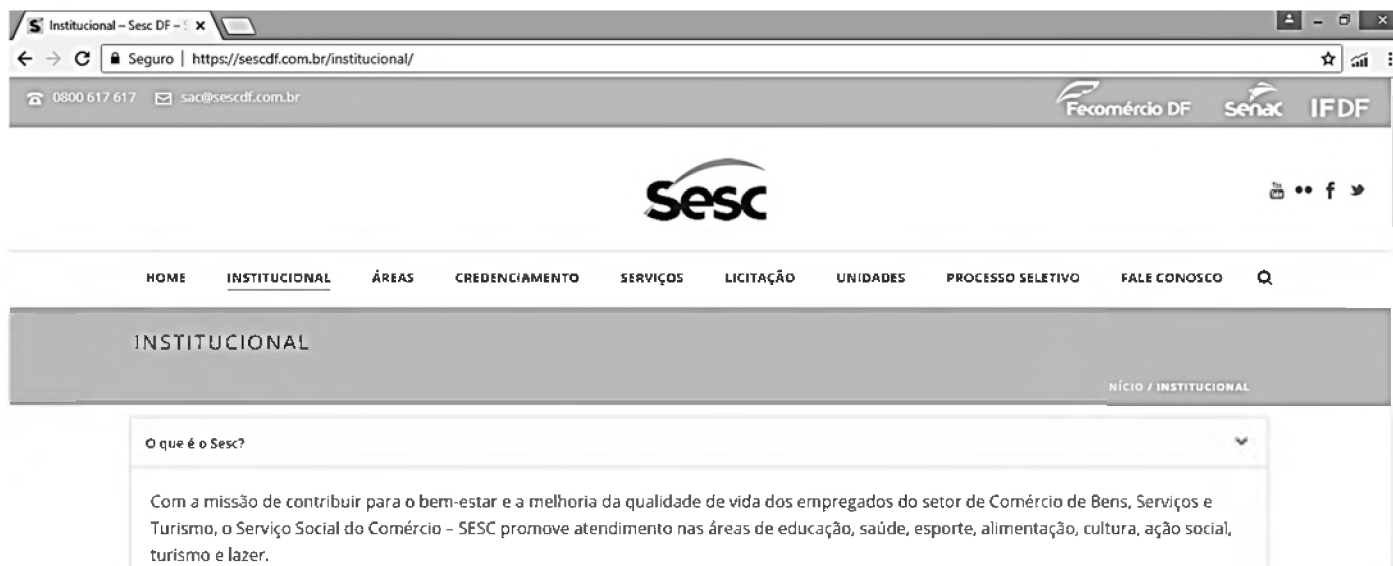 Institucional – Sesc DF – S
Seguro | https://sescdf.com.br/institucional/
0800 617 617 sac@sescdf.com.br Fecomércio DF Senac IFDF
Sesc
You Tube
HOME INSTITUCIONAL ÁREAS CREDENCIAMENTO SERVIÇOS LICITAÇÃO UNIDADES PROCESSO SELETIVO FALE CONOSCO
INSTITUCIONAL
NÍCIO / INSTITUCIONAL
O que é o Sesc?
Com a missão de contribuir para o bem-estar e a melhoria da qualidade de vida dos empregados do setor de Comércio de Bens, Serviços e
Turismo, o Serviço Social do Comércio – SESC promove atendimento nas áreas de educação, saúde, esporte, alimentação, cultura, ação social,
turismo e lazer.